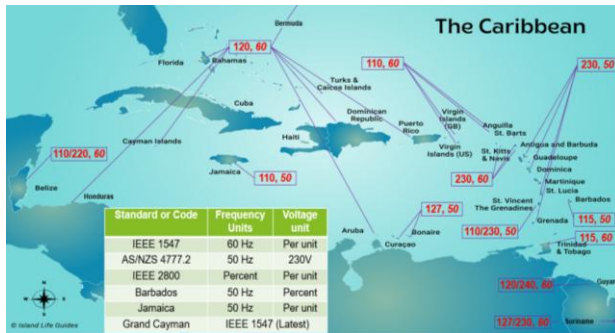 The Caribbean
Bermuda
120, 60
110, 60
230, 50
Florida
Bahamas
Turks &
Caicos Islands
Cuba
Dominican
Republic
Puerto
Rico
Virgin
Islands
(GB)
Anguilla
St. Barts
Cayman Islands
Haiti
Virgin
Islands (US)
St. Kitts
& Nevis
Antigua and Barbuda
Guadeloupe
Dominica
110/220, 60
Jamaica
110, 50
230, 60
Martinique
St. Lucia
Belize
Honduras
St. Vincent
The Grenadines
Barbados
127, 50
110/230, 50
Grenada
115, 50
Aruba
Bonaire
Curaçao
115, 60
Trinidad
& Tobago
120/240, 60
Guyan
127/230, 60
Suriname
Standard or Code Frequency Units Voltage unit
IEEE 1547 60 Hz Per unit
AS/NZS 4777.2 50 Hz 230V
IEEE 2800 Percent Per unit
Barbados 50 Hz Percent
Jamaica 50 Hz Per unit
Grand Cayman IEEE 1547 (Latest)
© Island Life Guides